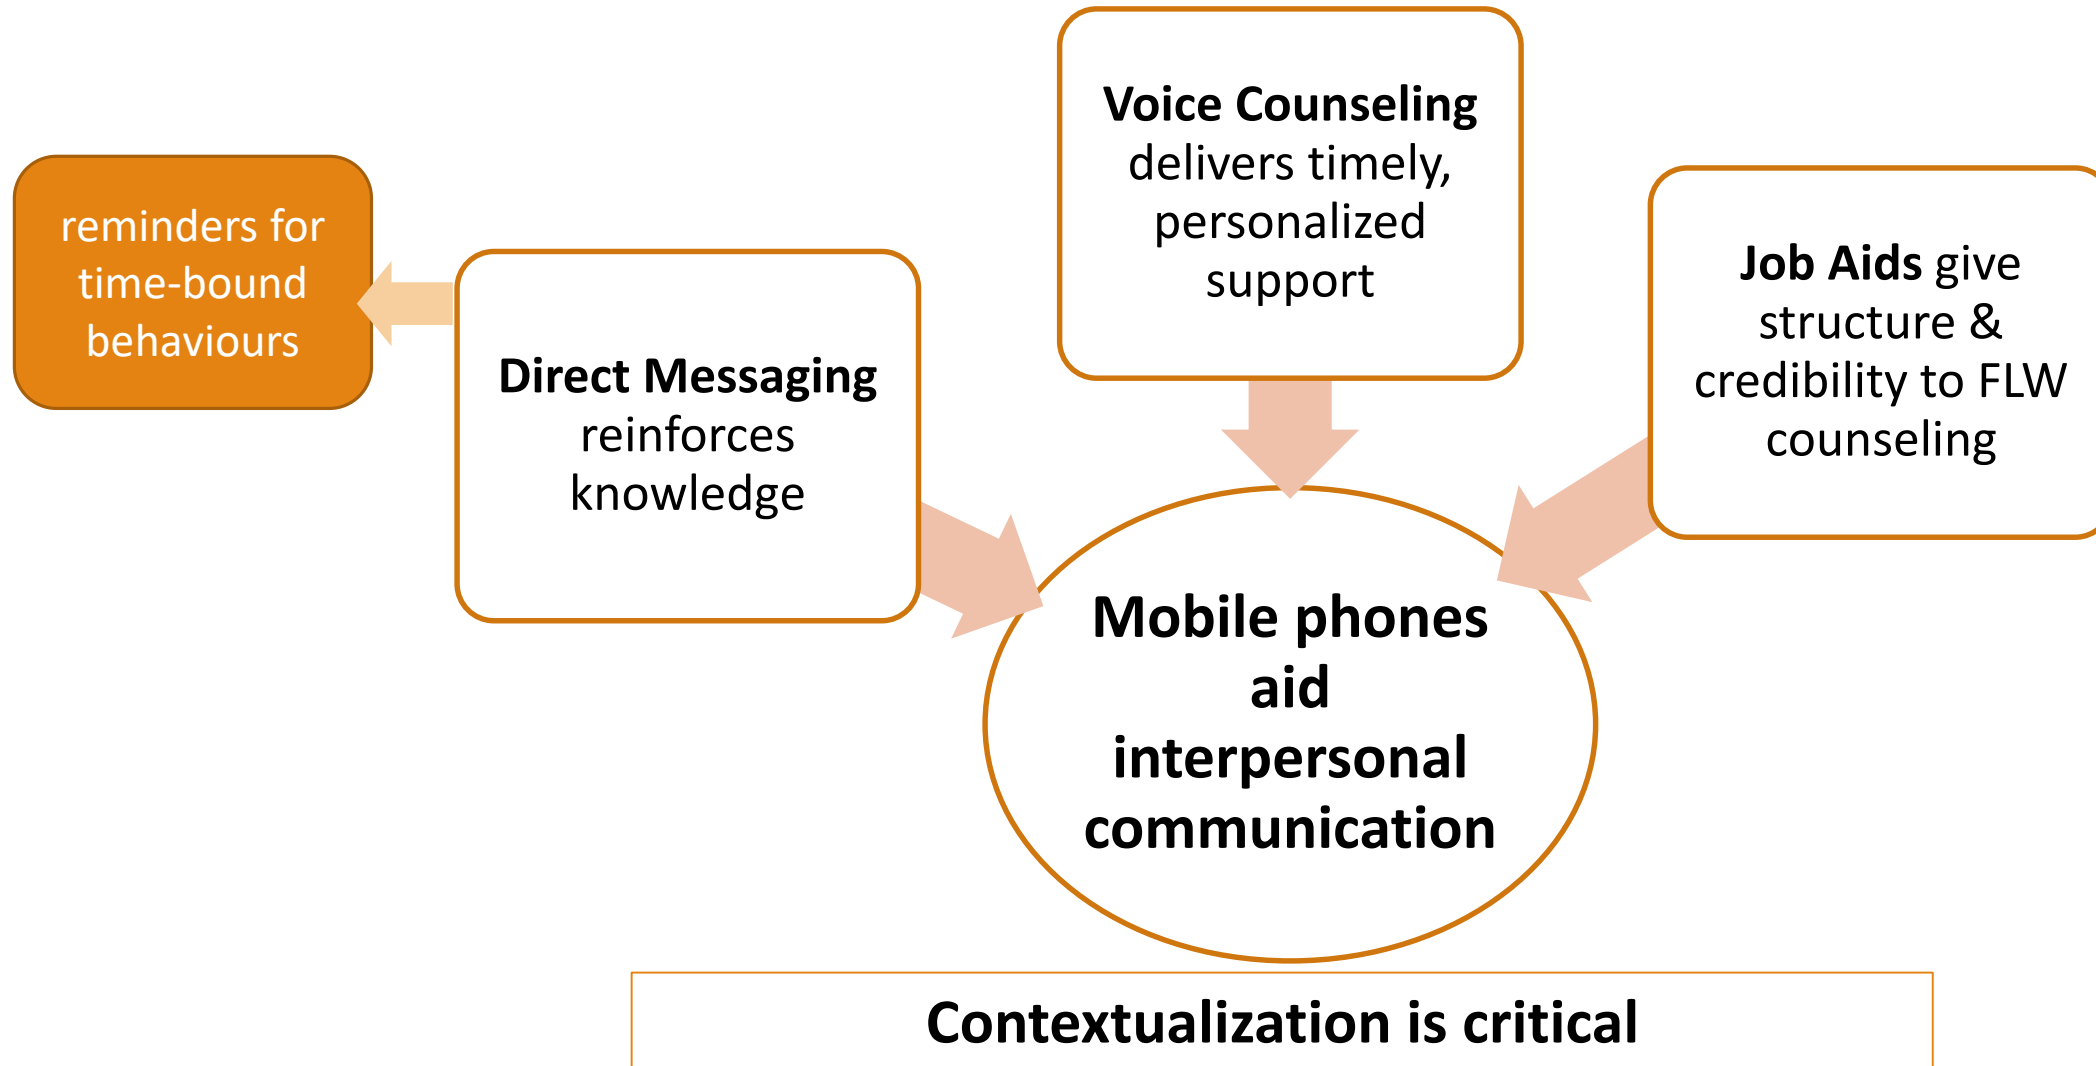 reminders for
time-bound
behaviours
Direct Messaging
reinforces
knowledge
Voice Counseling
delivers timely,
personalized
support
Job Aids give
structure &
credibility to FLW
counseling
Mobile phones
aid
interpersonal
communication
Contextualization is critical